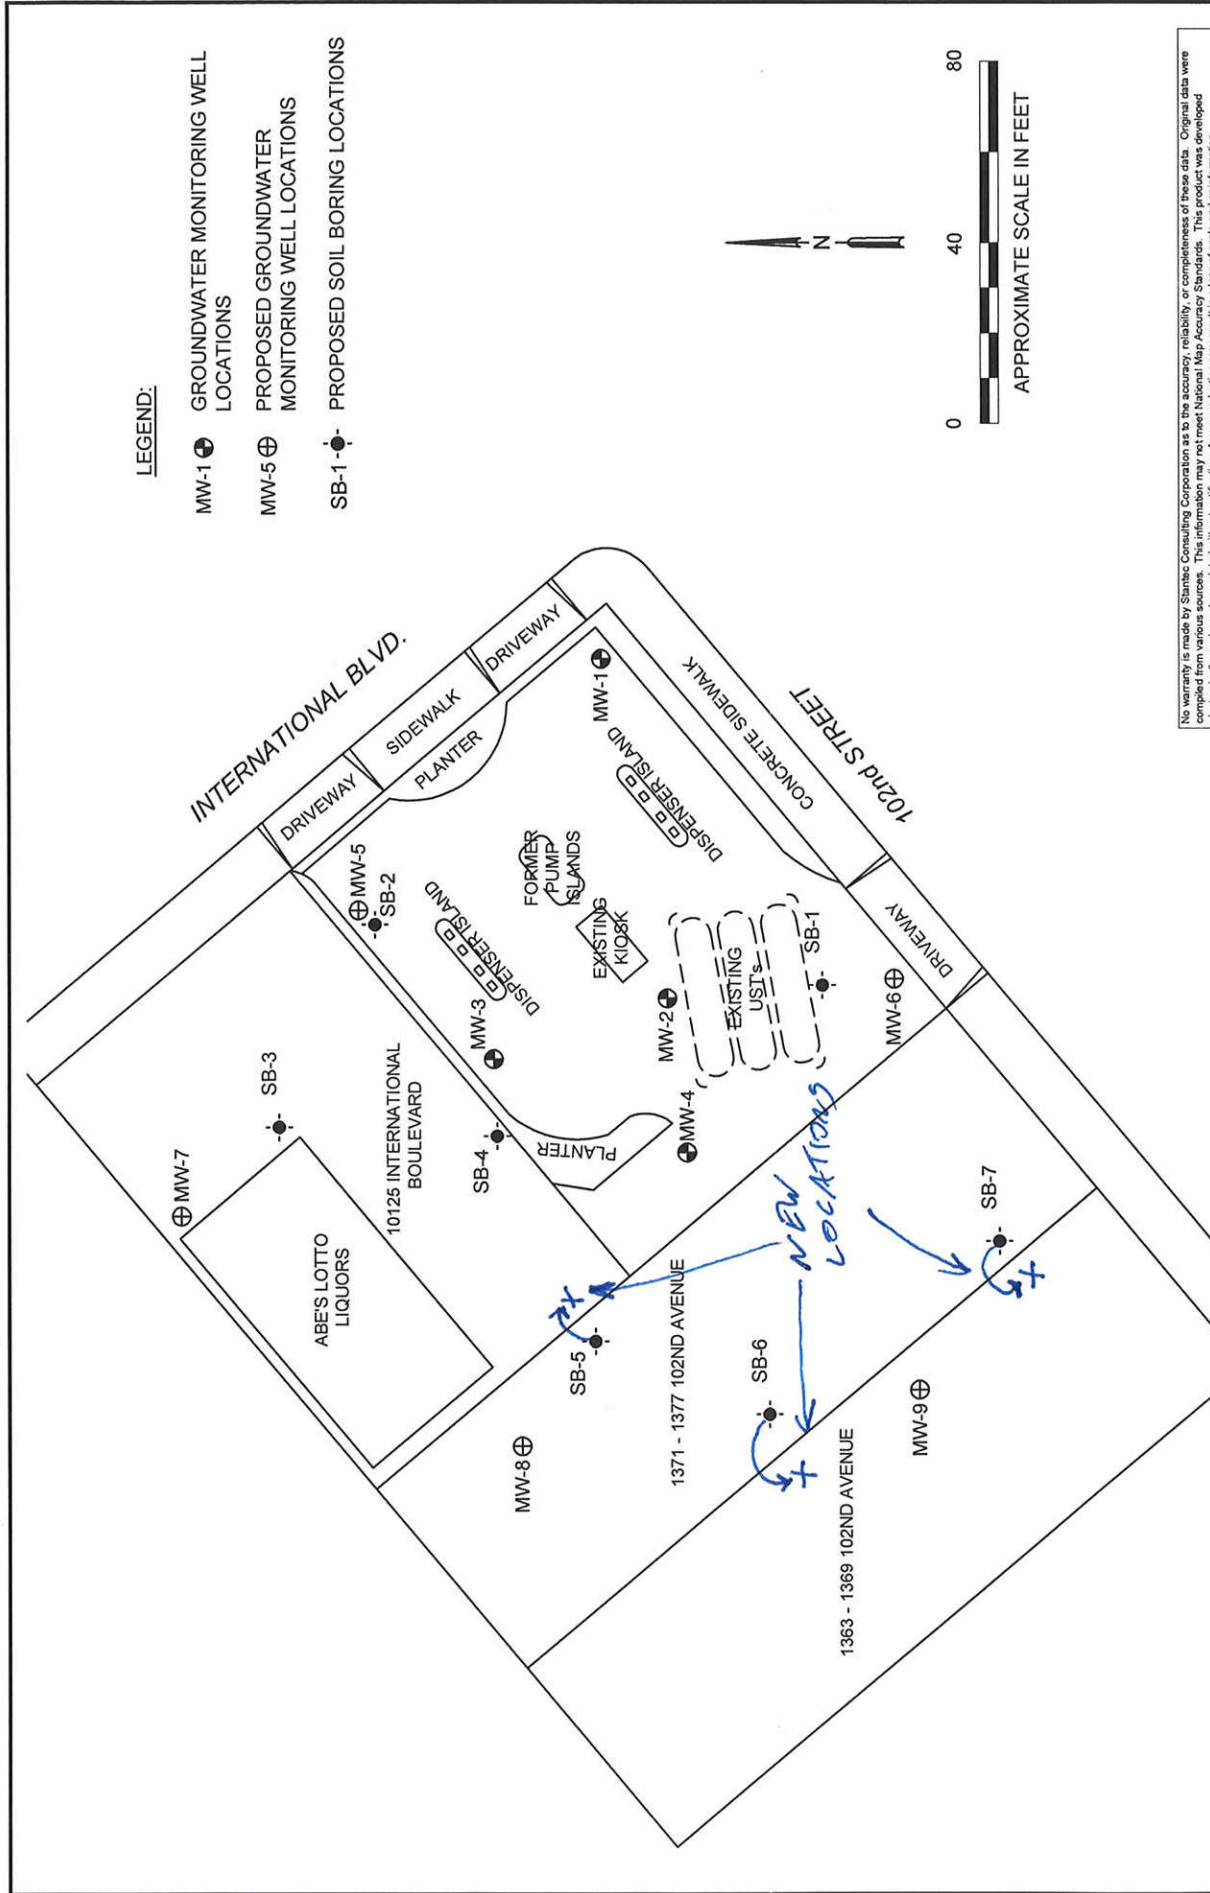 LEGEND:
MW-1 GROUNDWATER MONITORING WELL
LOCATIONS
MW-5 PROPOSED GROUNDWATER
MONITORING WELL LOCATIONS
SB-1 PROPOSED SOIL BORING LOCATIONS
N
0 40 80
APPROXIMATE SCALE IN FEET
INTERNATIONAL BLVD.
DRIVEWAY
SIDEWALK
DRIVEWAY
PLANTER
MW-5
SB-2
DISPENSER ISLAND
FORMER
PUMP
ISLANDS
EXISTING
KIOSK
MW-1
DISPENSER ISLAND
CONCRETE SIDEWALK
102nd STREET
DRIVEWAY
MW-3
MW-2
EXISTING
UST's
SB-1
MW-6
MW-4
PLANTER
SB-4
SB-3
MW-7
10125 INTERNATIONAL
BOULEVARD
ABE'S LOTTO
LIQUORS
NEW
LOCATIONS
SB-5
SB-6
SB-7
MW-8
MW-9
1371 - 1377 102ND AVENUE
1363 - 1369 102ND AVENUE
No warranty is made by Stantec Consulting Corporation as to the accuracy, reliability, or completeness of these data. Original data were
compiled from various sources. This information may not meet National Map Accuracy Standards. This product was developed